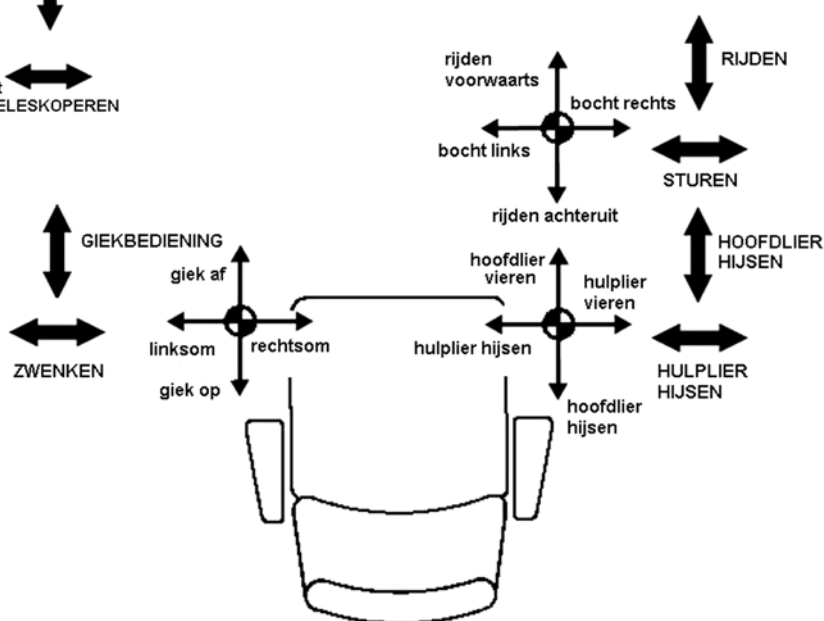 ELESKOPEREN
rijden
voorwaarts
RIJDEN
bocht rechts
bocht links
STUREN
rijden achteruit
GIEKBEDIENING
giek af
linksom
rechtsom
giek op
ZWENKEN
hoofdlier
vieren
hulplier
vieren
hulplier hijsen
hoofdlier
hijsen
HOOFDLIER
HIJSEN
HULPLIER
HIJSEN